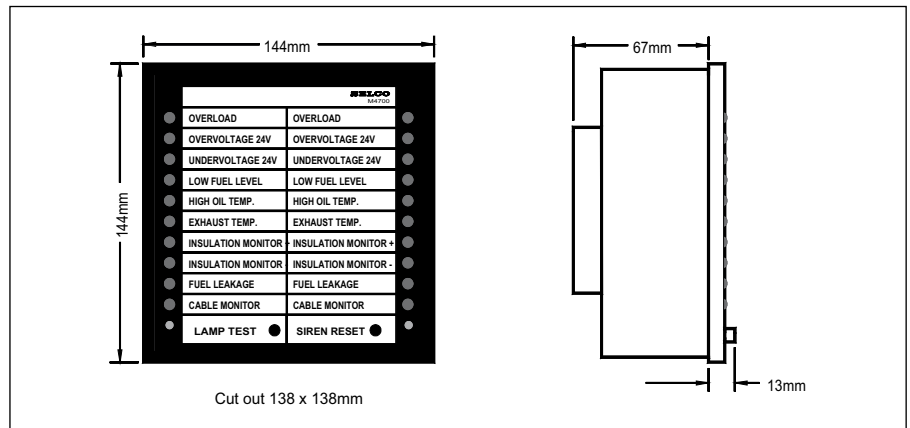 144mm
67mm
144mm
SELCO
M4700
OVERLOAD OVERLOAD
OVERVOLTAGE 24V OVERVOLTAGE 24V
UNDERVOLTAGE 24V UNDERVOLTAGE 24V
LOW FUEL LEVEL LOW FUEL LEVEL
HIGH OIL TEMP. HIGH OIL TEMP.
EXHAUST TEMP. EXHAUST TEMP.
INSULATION MONITOR + INSULATION MONITOR +
INSULATION MONITOR - INSULATION MONITOR -
FUEL LEAKAGE FUEL LEAKAGE
CABLE MONITOR CABLE MONITOR
LAMP TEST SIREN RESET
13mm
Cut out 138 x 138mm